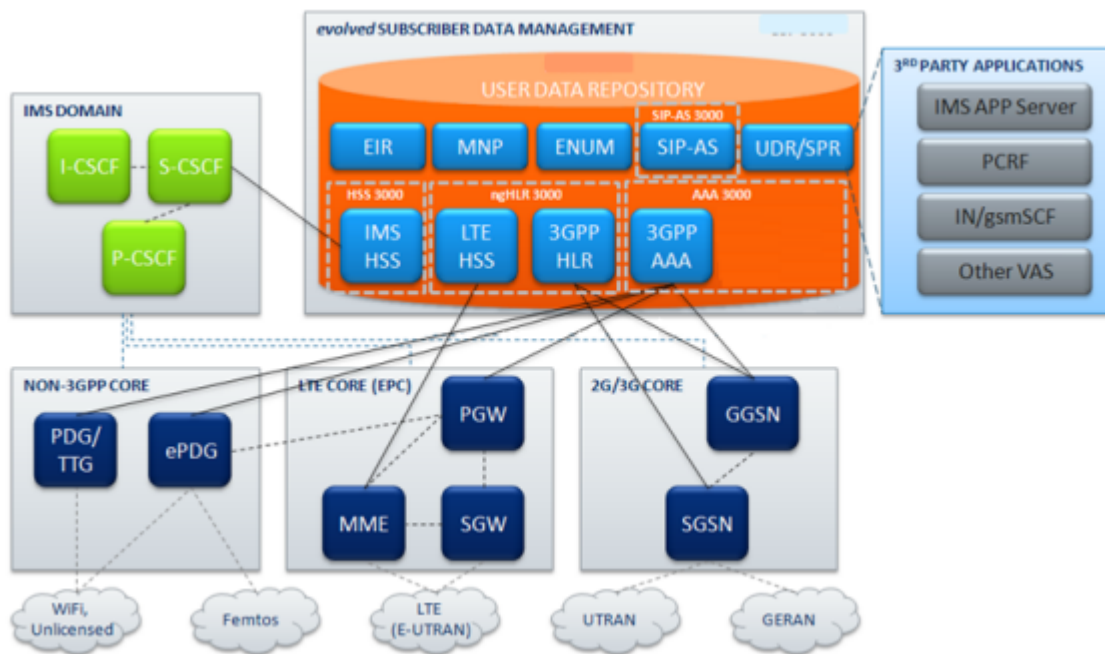 evolved SUBSCRIBER DATA MANAGEMENT
USER DATA REPOSITORY
EIR
MNP
ENUM
SIP-AS 3000
SIP-AS
UDR/SPR
HSS 3000
IMS
HSS
ngHLR 3000
LTE
HSS
3GPP
HLR
AAA 3000
3GPP
AAA
3RD PARTY APPLICATIONS
IMS APP Server
PCRF
IN/gsmSCF
Other VAS
IMS DOMAIN
I-CSCF
S-CSCF
P-CSCF
NON-3GPP CORE
PDG/
TTG
ePDG
LTE CORE (EPC)
PGW
MME
SGW
2G/3G CORE
GGSN
SGSN
WiFi,
Unlicensed
Femtos
LTE
(E-UTRAN)
UTRAN
GERAN